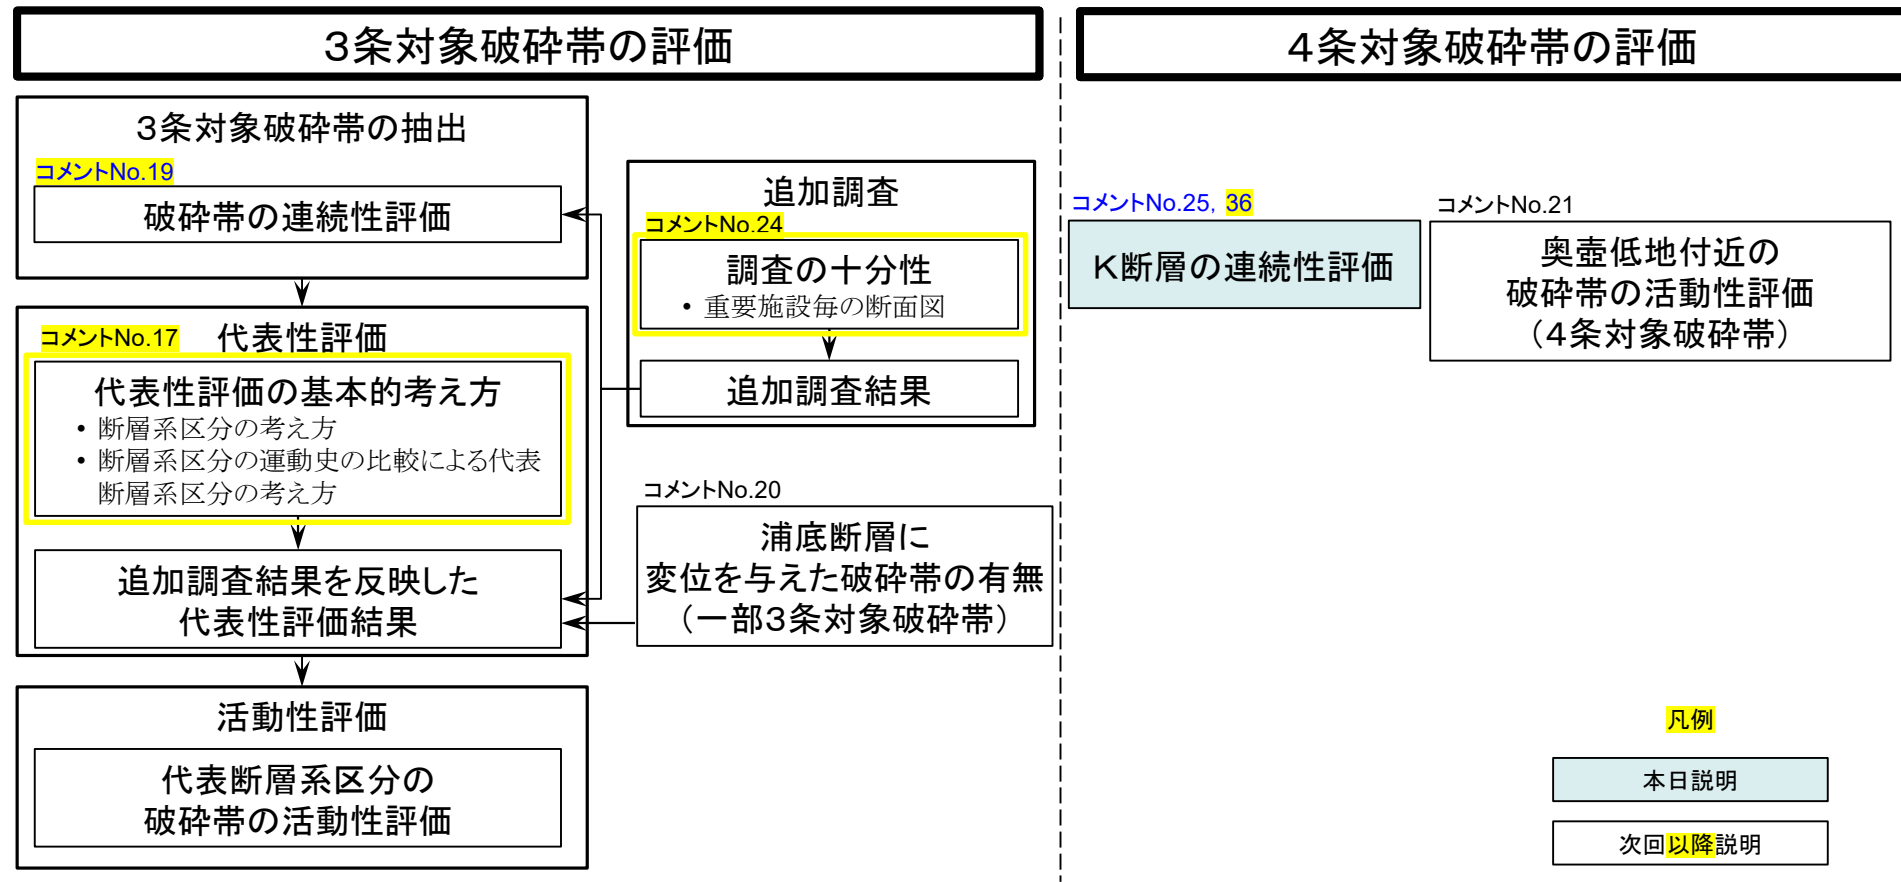 3条対象破砕帯の評価
3条対象破砕帯の抽出
コメントNo.19
破砕帯の連続性評価
コメントNo.17
代表性評価
代表性評価の基本的考え方
• 断層系区分の考え方
• 断層系区分の運動史の比較による代表
断層系区分の考え方
追加調査結果を反映した
代表性評価結果
活動性評価
代表断層系区分の
破砕帯の活動性評価
追加調査
コメントNo.24
調査の十分性
• 重要施設毎の断面図
追加調査結果
コメントNo.20
浦底断層に
変位を与えた破砕帯の有無
(一部3条対象破砕帯)
4条対象破砕帯の評価
コメントNo.25, 36
K断層の連続性評価
コメントNo.21
奥壺低地付近の
破砕帯の活動性評価
(4条対象破砕帯)
凡例
本日説明
次回以降説明